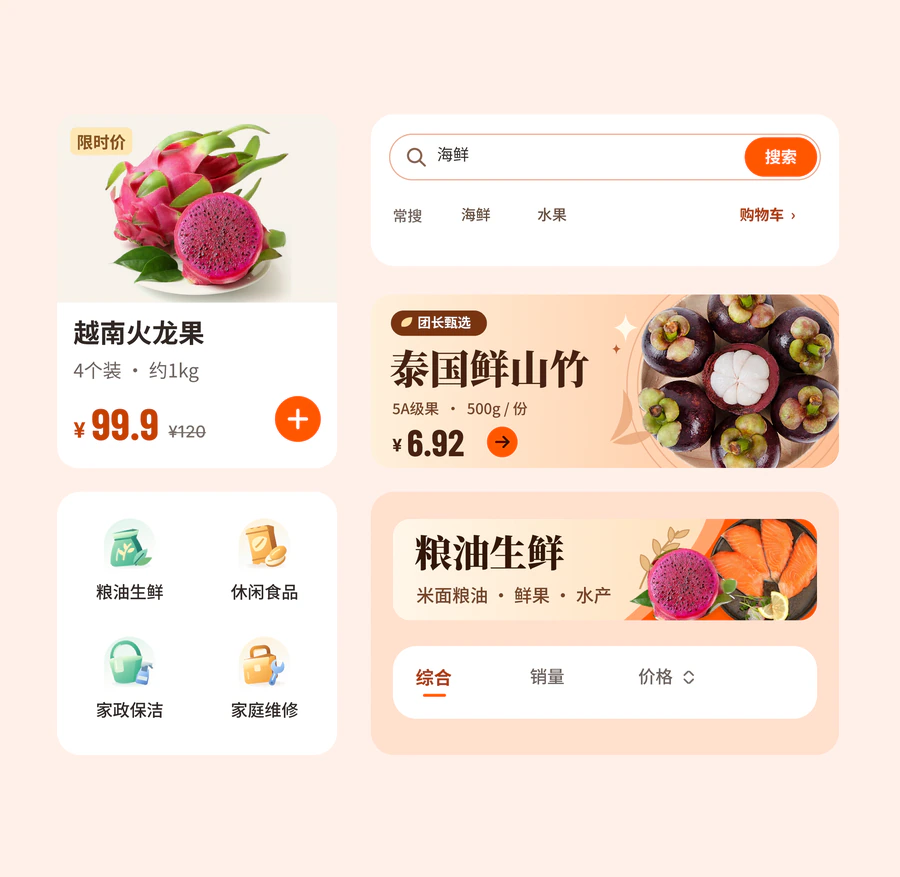 限时价
越南火龙果
4个装 · 约1kg
¥99.9 ¥120
海鲜 搜索
常搜 海鲜 水果 购物车 ›
团长甄选
泰国鲜山竹
5A级果 · 500g / 份
¥6.92
粮油生鲜 休闲食品
家政保洁 家庭维修
粮油生鲜
米面粮油 · 鲜果 · 水产
综合 销量 价格